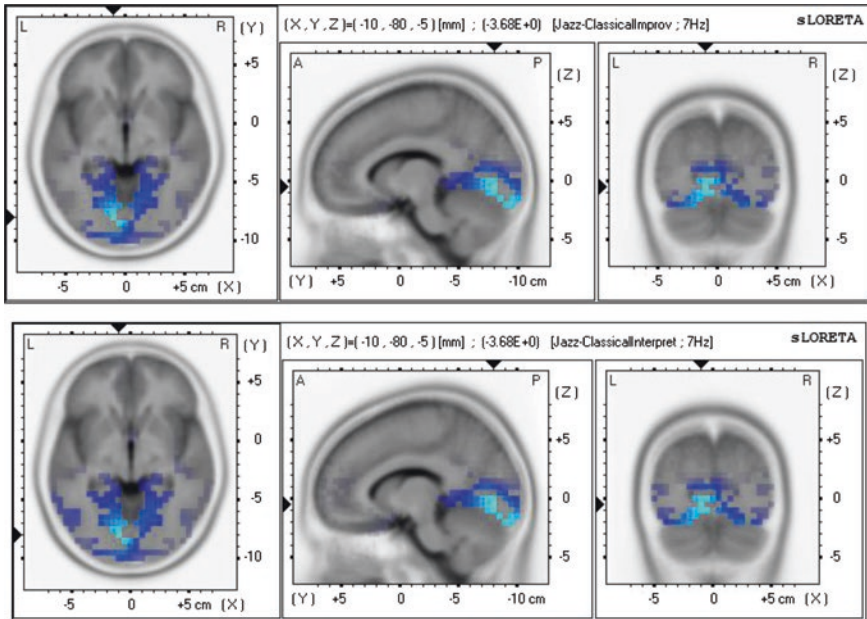 (X, Y, Z)=( -10, -80, -5) [mm] ; (-3.68E+0) [Jazz-ClassicalImprov ; 7Hz] sLORETA
L R (Y)
+5
0
-5
-10
-5 0 +5 cm (X)
A P (Z)
+5
0
-5
(Y) +5 0 -5 -10 cm
L R (Z)
+5
0
-5
-5 0 +5 cm (X)
(X, Y, Z)=( -10, -80, -5) [mm] ; (-3.68E+0) [Jazz-ClassicalInterpret ; 7Hz] sLORETA
L R (Y)
+5
0
-5
-10
-5 0 +5 cm (X)
A P (Z)
+5
0
-5
(Y) +5 0 -5 -10 cm
L R (Z)
+5
0
-5
-5 0 +5 cm (X)